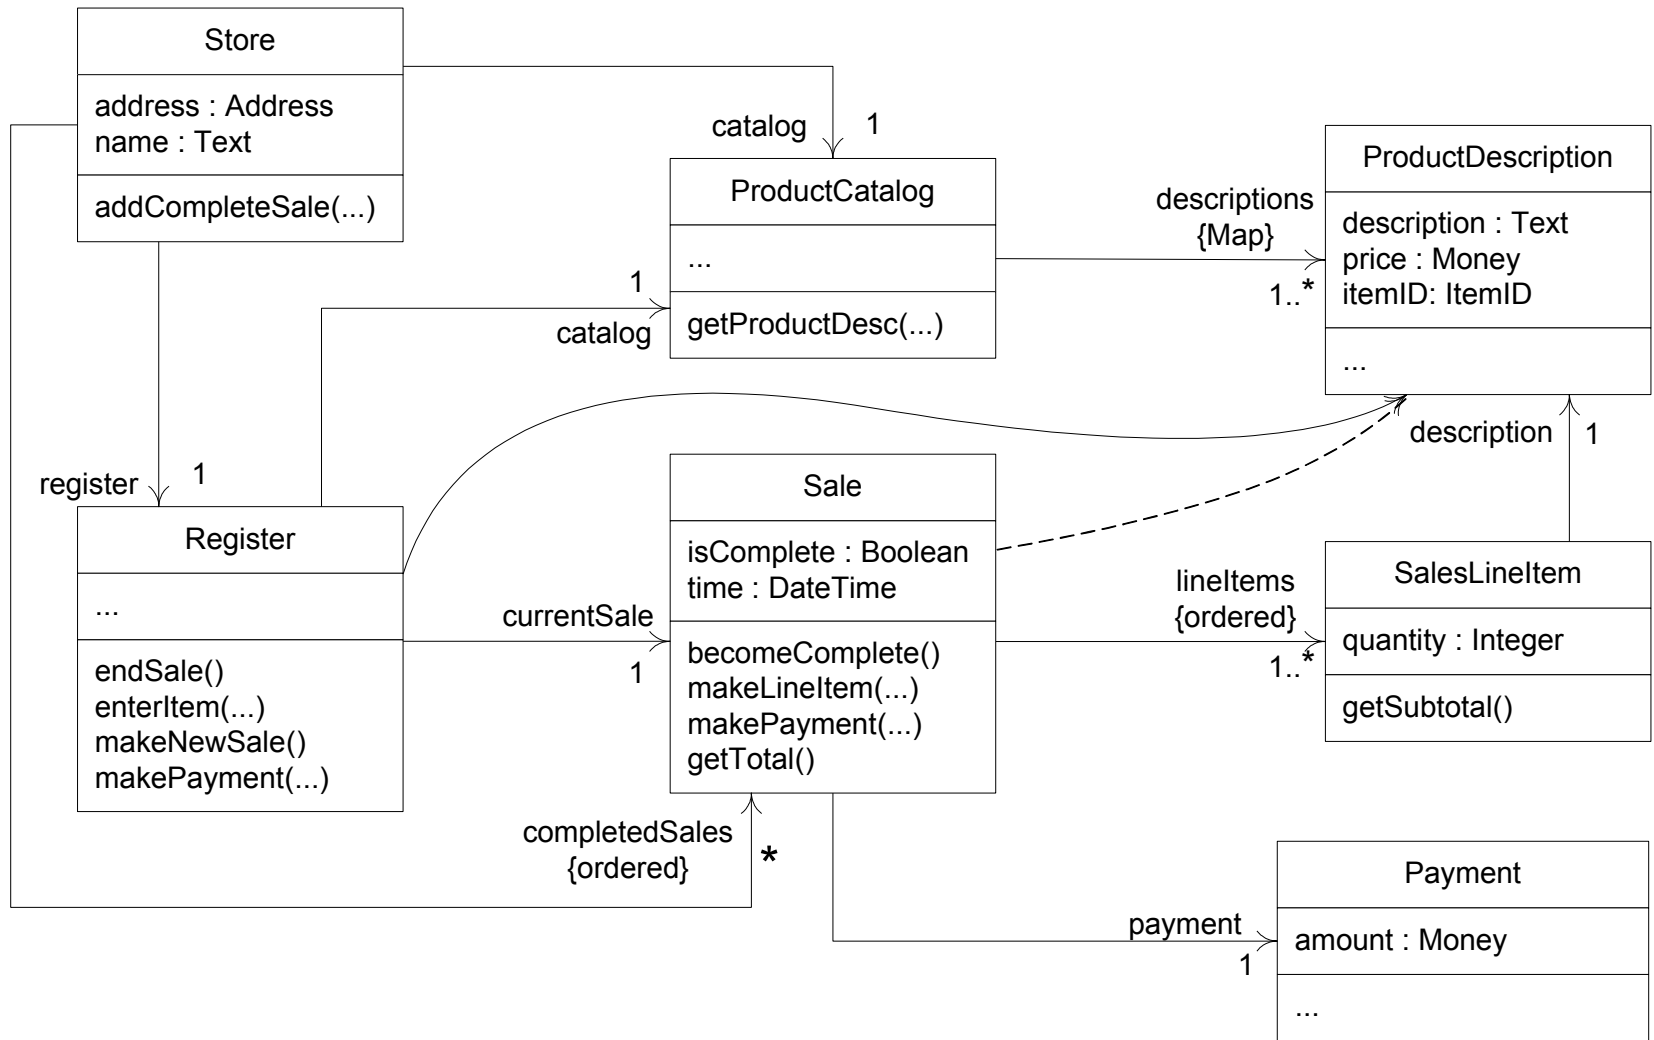 Store
address : Address
name : Text
addCompleteSale(...)
catalog
1
ProductCatalog
...
getProductDesc(...)
descriptions
{Map}
1..*
ProductDescription
description : Text
price : Money
itemID: ItemID
...
1
catalog
register
1
Register
...
endSale()
enterItem(...)
makeNewSale()
makePayment(...)
currentSale
1
Sale
isComplete : Boolean
time : DateTime
becomeComplete()
makeLineItem(...)
makePayment(...)
getTotal()
description
1
lineItems
{ordered}
1..*
SalesLineItem
quantity : Integer
getSubtotal()
completedSales
{ordered}
*
payment
1
Payment
amount : Money
...